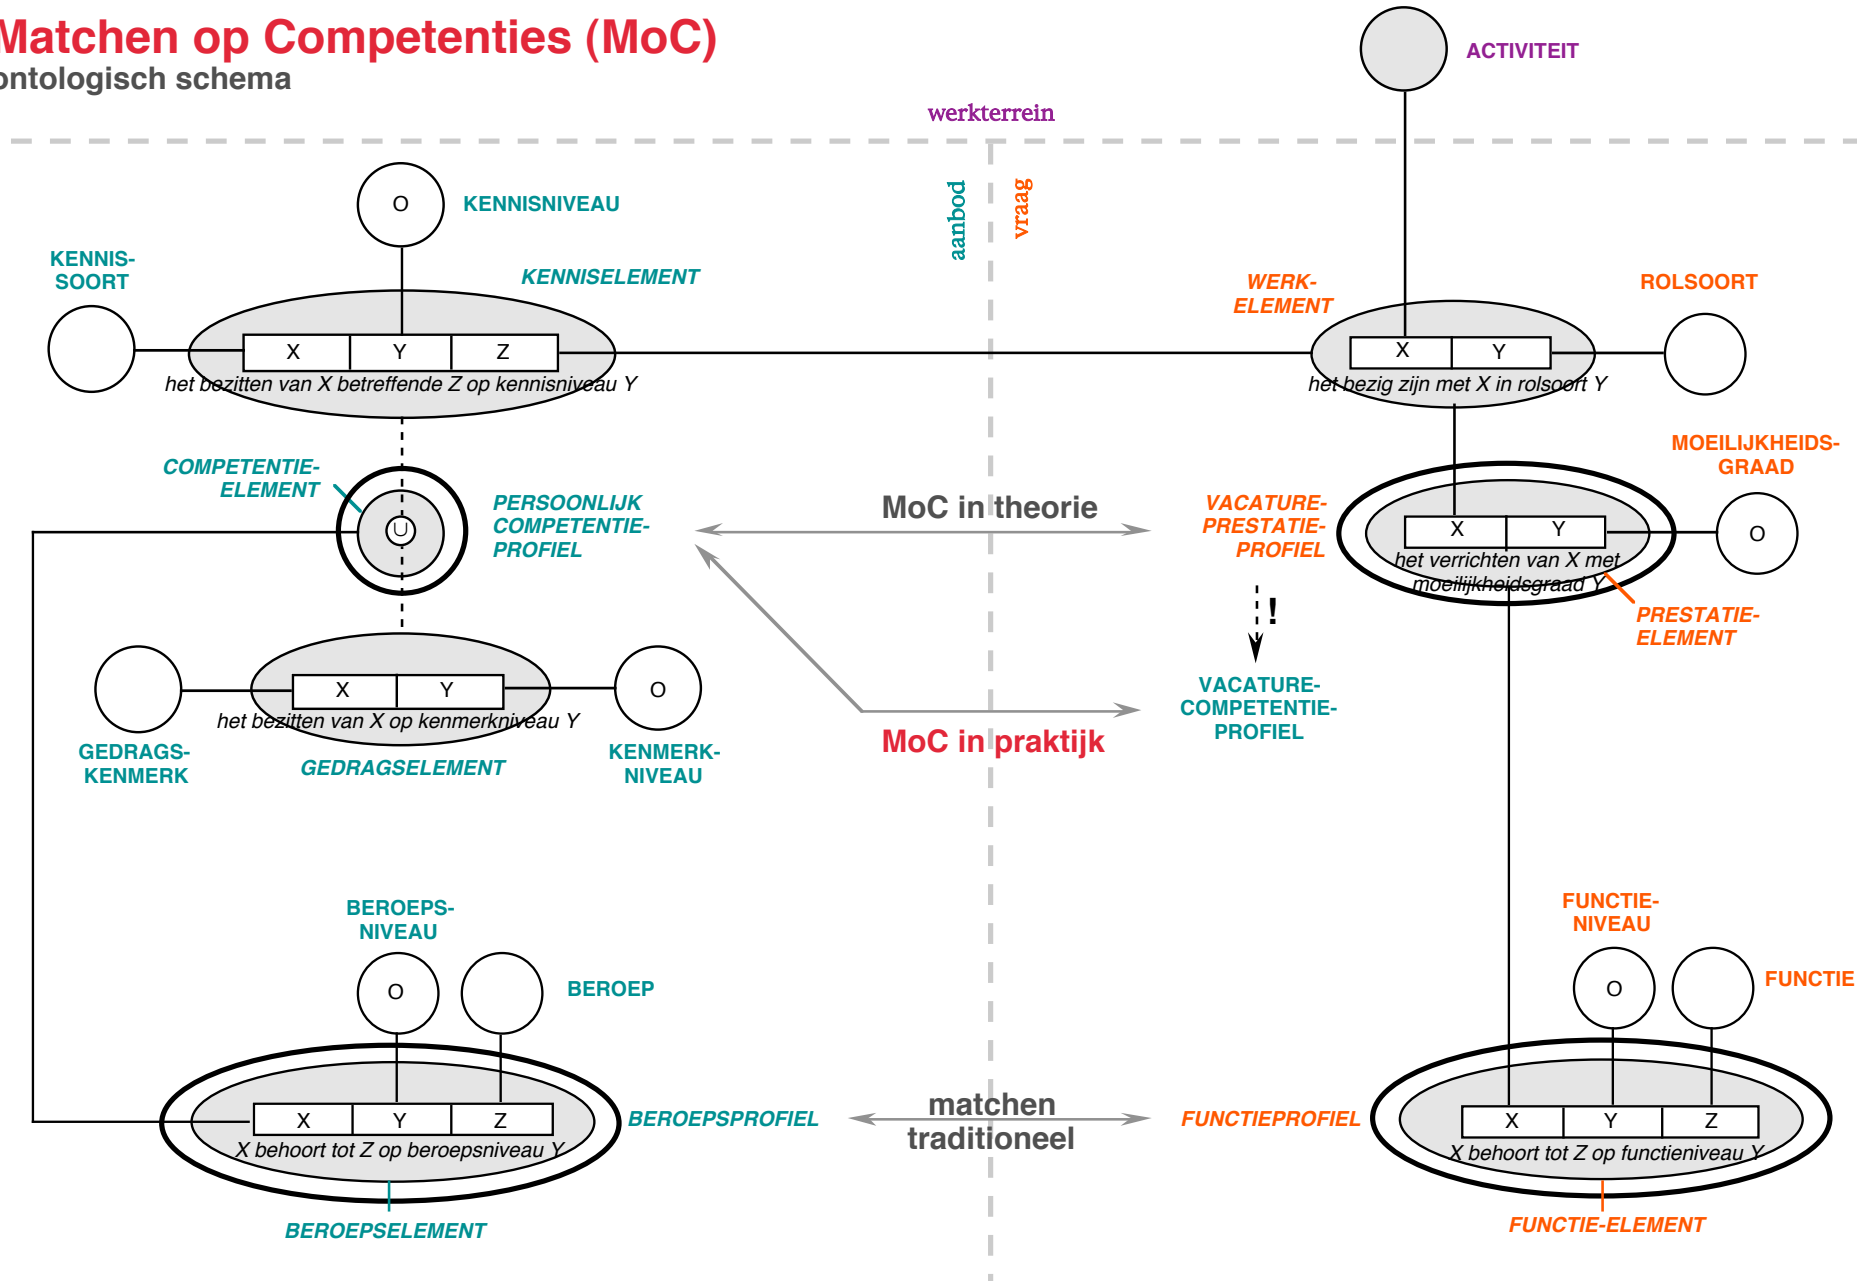 Matchen op Competenties (MoC)
ontologisch schema
ACTIVITEIT
werkterrein
aanbod
vraag
O
KENNISNIVEAU
KENNIS-
SOORT
KENNISELEMENT
X Y Z
het bezitten van X betreffende Z op kennisniveau Y
WERK-
ELEMENT
ROLSOORT
X Y
het bezig zijn met X in rolsoort Y
COMPETENTIE-
ELEMENT
U
PERSOONLIJK
COMPETENTIE-
PROFIEL
MoC in theorie
VACATURE-
PRESTATIE-
PROFIEL
MOEILIJKHEIDS-
GRAAD
X Y
O
het verrichten van X met
moeilijkheidsgraad Y
PRESTATIE-
ELEMENT
!
VACATURE-
COMPETENTIE-
PROFIEL
MoC in praktijk
X Y
O
het bezitten van X op kenmerkniveau Y
GEDRAGS-
KENMERK
GEDRAGSELEMENT
KENMERK-
NIVEAU
BEROEPS-
NIVEAU
O
BEROEP
X Y Z
X behoort tot Z op beroepsniveau Y
BEROEPSPROFIEL
BEROEPSELEMENT
matchen
traditioneel
FUNCTIEPROFIEL
FUNCTIE-
NIVEAU
O
FUNCTIE
X Y Z
X behoort tot Z op functieniveau Y
FUNCTIE-ELEMENT